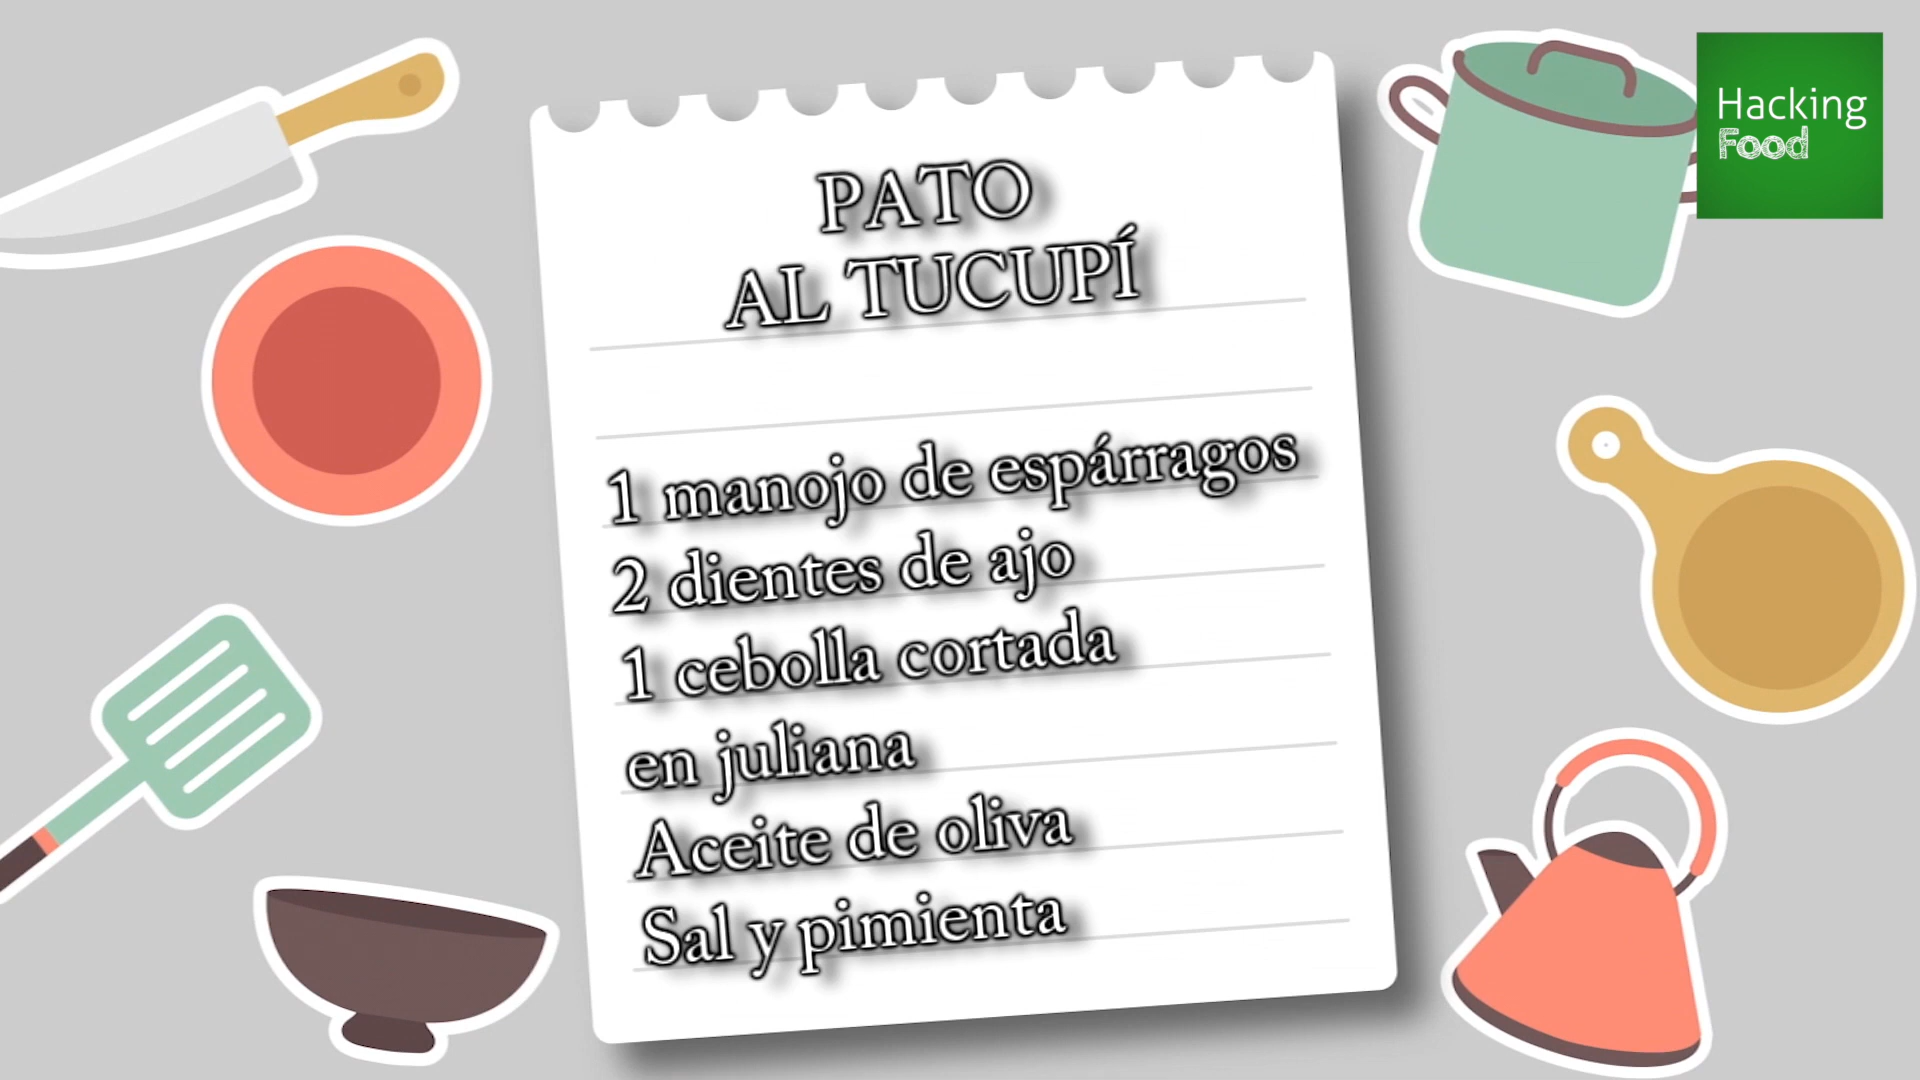 Hacking
Food
PATO
AL TUCUPÍ
1 manojo de espárragos
2 dientes de ajo
1 cebolla cortada
en juliana
Aceite de oliva
Sal y pimienta